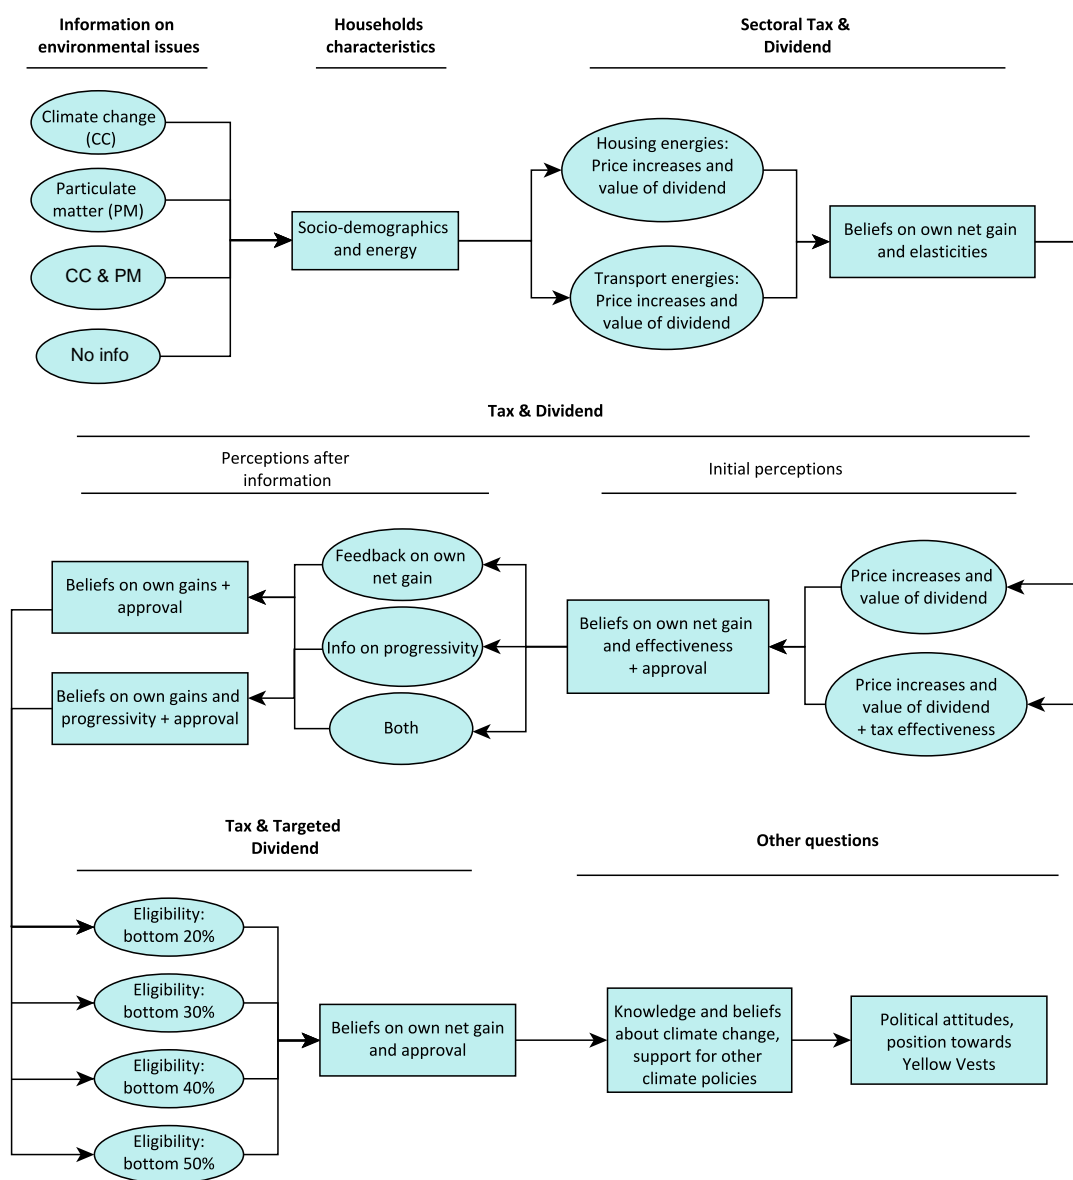 Information on
environmental issues
Households
characteristics
Sectoral Tax &
Dividend
Climate change
(CC)
Particulate
matter (PM)
CC & PM
No info
Socio-demographics
and energy
Housing energies:
Price increases and
value of dividend
Transport energies:
Price increases and
value of dividend
Beliefs on own net gain
and elasticities
Tax & Dividend
Perceptions after
information
Initial perceptions
Price increases and
value of dividend
Price increases and
value of dividend
+ tax effectiveness
Beliefs on own net gain
and effectiveness
+ approval
Feedback on own
net gain
Info on progressivity
Both
Beliefs on own gains +
approval
Beliefs on own gains and
progressivity + approval
Tax & Targeted
Dividend
Other questions
Eligibility:
bottom 20%
Eligibility:
bottom 30%
Eligibility:
bottom 40%
Eligibility:
bottom 50%
Beliefs on own net gain
and approval
Knowledge and beliefs
about climate change,
support for other
climate policies
Political attitudes,
position towards
Yellow Vests